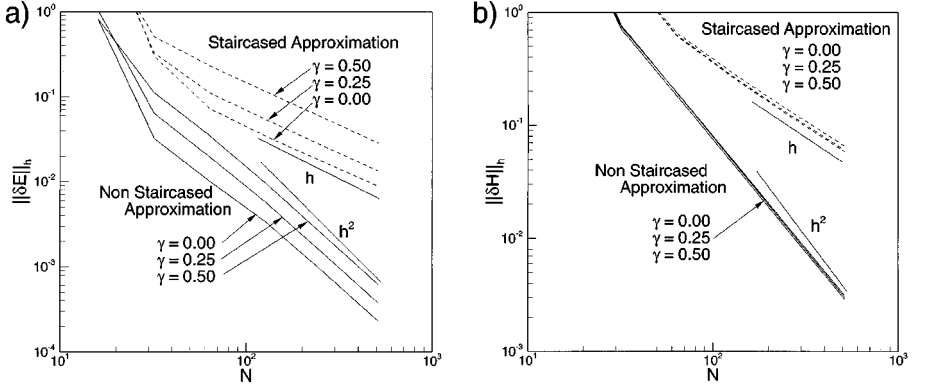 a)
10⁰
10⁻¹
10⁻²
10⁻³
10⁻⁴
||δE||ₕ
Staircased Approximation
γ = 0.50
γ = 0.25
γ = 0.00
h
Non Staircased
Approximation
γ = 0.00
γ = 0.25
γ = 0.50
h²
10¹
10²
10³
N
b)
10⁰
10⁻¹
10⁻²
10⁻³
||δH||ₕ
Staircased Approximation
γ = 0.00
γ = 0.25
γ = 0.50
h
Non Staircased
Approximation
γ = 0.00
γ = 0.25
γ = 0.50
h²
10¹
10²
10³
N